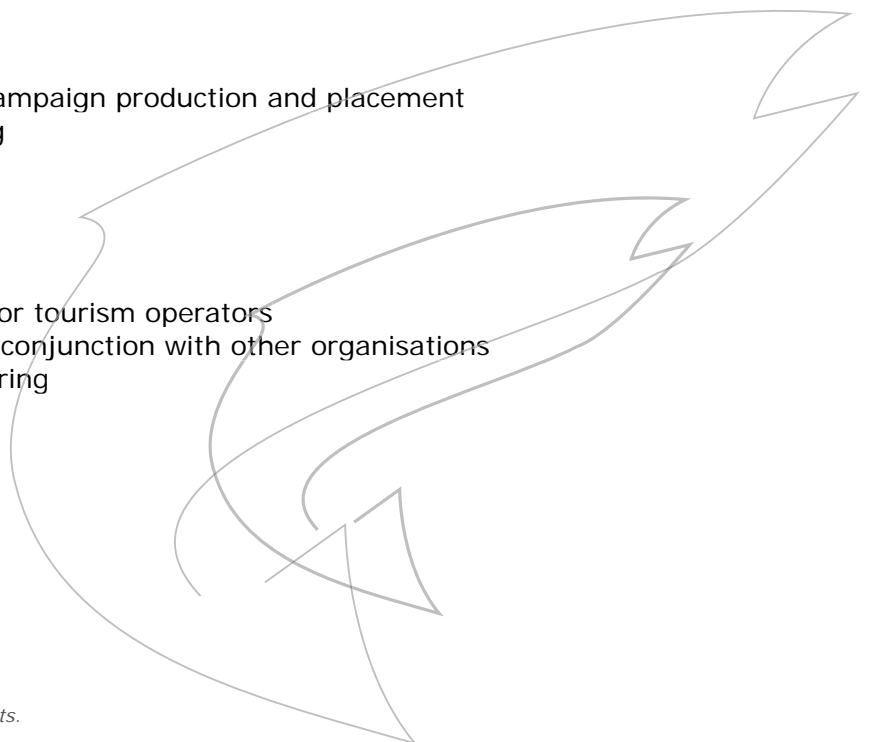 ampaign production and placement
g
or tourism operators
conjunction with other organisations
ring
ts.